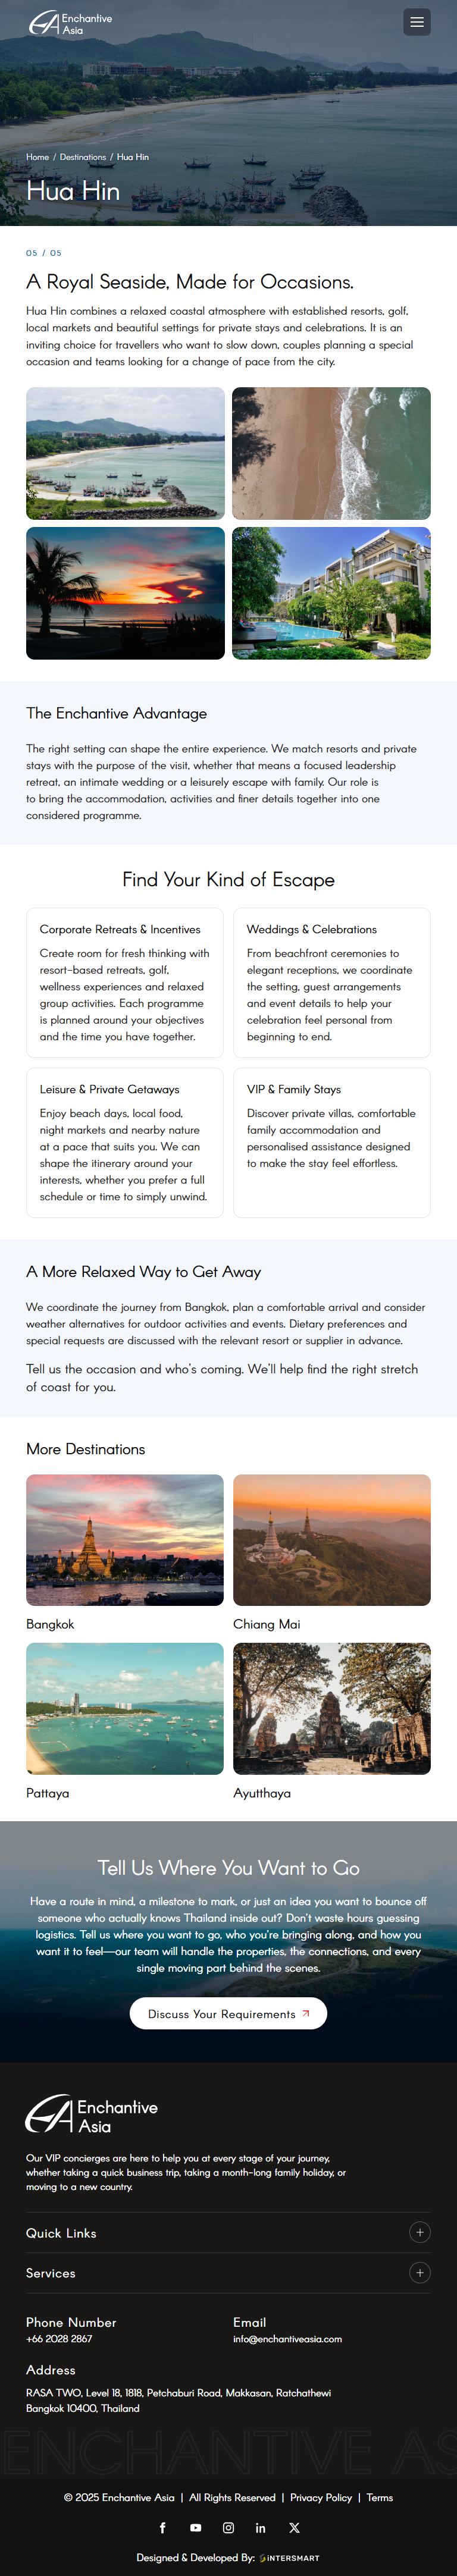 Enchantive
Asia
Home / Destinations / Hua Hin
Hua Hin
05 / 05
A Royal Seaside, Made for Occasions.
Hua Hin combines a relaxed coastal atmosphere with established resorts, golf,
local markets and beautiful settings for private stays and celebrations. It is an
inviting choice for travellers who want to slow down, couples planning a special
occasion and teams looking for a change of pace from the city.
The Enchantive Advantage
The right setting can shape the entire experience. We match resorts and private
stays with the purpose of the visit, whether that means a focused leadership
retreat, an intimate wedding or a leisurely escape with family. Our role is
to bring the accommodation, activities and finer details together into one
considered programme.
Find Your Kind of Escape
Corporate Retreats & Incentives
Create room for fresh thinking with
resort-based retreats, golf,
wellness experiences and relaxed
group activities. Each programme
is planned around your objectives
and the time you have together.
Weddings & Celebrations
From beachfront ceremonies to
elegant receptions, we coordinate
the setting, guest arrangements
and event details to help your
celebration feel personal from
beginning to end.
Leisure & Private Getaways
Enjoy beach days, local food,
night markets and nearby nature
at a pace that suits you. We can
shape the itinerary around your
interests, whether you prefer a full
schedule or time to simply unwind.
VIP & Family Stays
Discover private villas, comfortable
family accommodation and
personalised assistance designed
to make the stay feel effortless.
A More Relaxed Way to Get Away
We coordinate the journey from Bangkok, plan a comfortable arrival and consider
weather alternatives for outdoor activities and events. Dietary preferences and
special requests are discussed with the relevant resort or supplier in advance.
Tell us the occasion and who's coming. We'll help find the right stretch
of coast for you.
More Destinations
Bangkok
Chiang Mai
Pattaya
Ayutthaya
Tell Us Where You Want to Go
Have a route in mind, a milestone to mark, or just an idea you want to bounce off
someone who actually knows Thailand inside out? Don't waste hours guessing
logistics. Tell us where you want to go, who you're bringing along, and how you
want it to feel—our team will handle the properties, the connections, and every
single moving part behind the scenes.
Discuss Your Requirements
Enchantive
Asia
Our VIP concierges are here to help you at every stage of your journey,
whether taking a quick business trip, taking a month-long family holiday, or
moving to a new country.
Quick Links
Services
Phone Number
+66 2028 2867
Email
info@enchantiveasia.com
Address
RASA TWO, Level 18, 1818, Petchaburi Road, Makkasan, Ratchathewi
Bangkok 10400, Thailand
ENCHANTIVE AS
© 2025 Enchantive Asia | All Rights Reserved | Privacy Policy | Terms
Designed & Developed By: INTERSMART